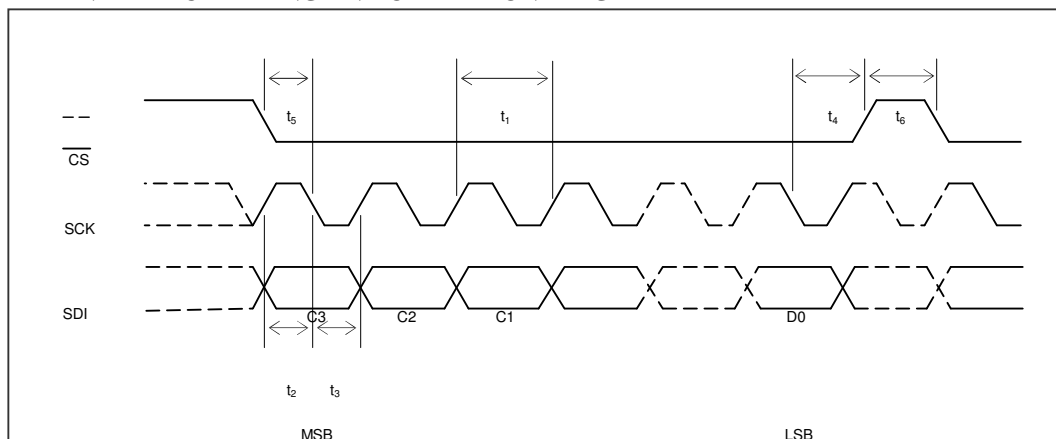 t₅ t₁ t₄ t₆
CS
SCK
SDI
C3 C2 C1 D0
t₂ t₃
MSB LSB